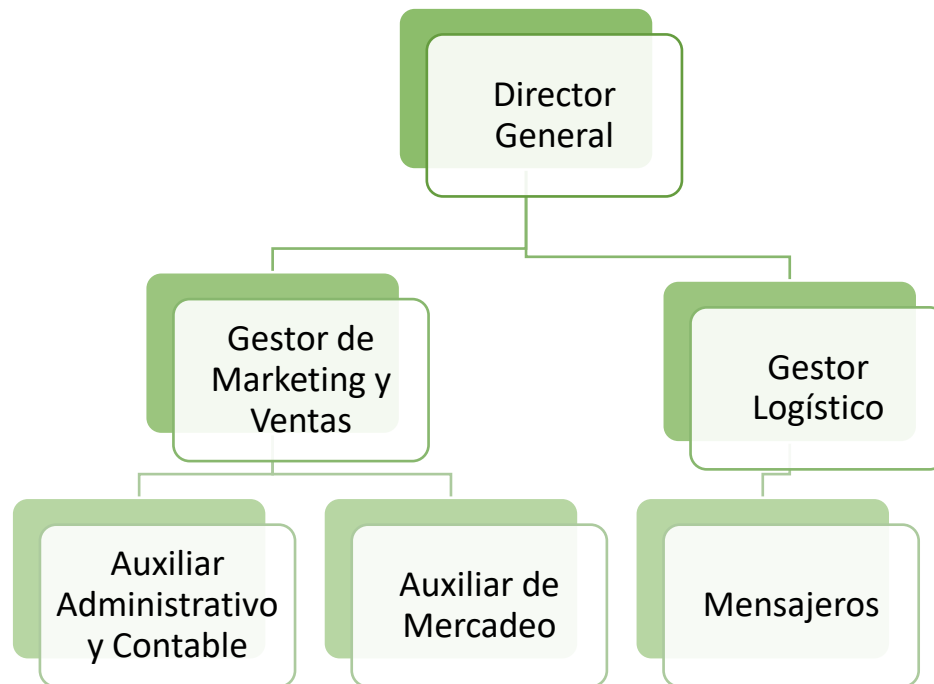 Director
General
Gestor de
Marketing y
Ventas
Gestor
Logístico
Auxiliar
Administrativo
y Contable
Auxiliar de
Mercadeo
Mensajeros